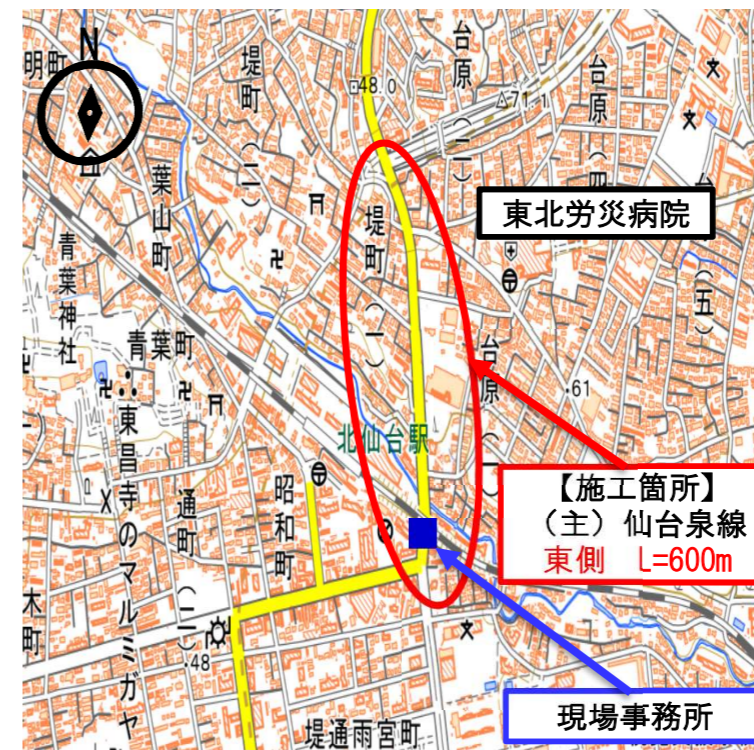 N
明町
堤町(二)
48.0
台原(二)
71.1
台原(四
台
(五)
葉山町
東北労災病院
青葉神社
堤町(一)
青葉町
台原(一)
61
北仙台駅
東昌寺のマルミガヤ
通町(二)
昭和町
木町
48
堤通雨宮町
【施工箇所】
(主)仙台泉線
東側 L=600m
現場事務所